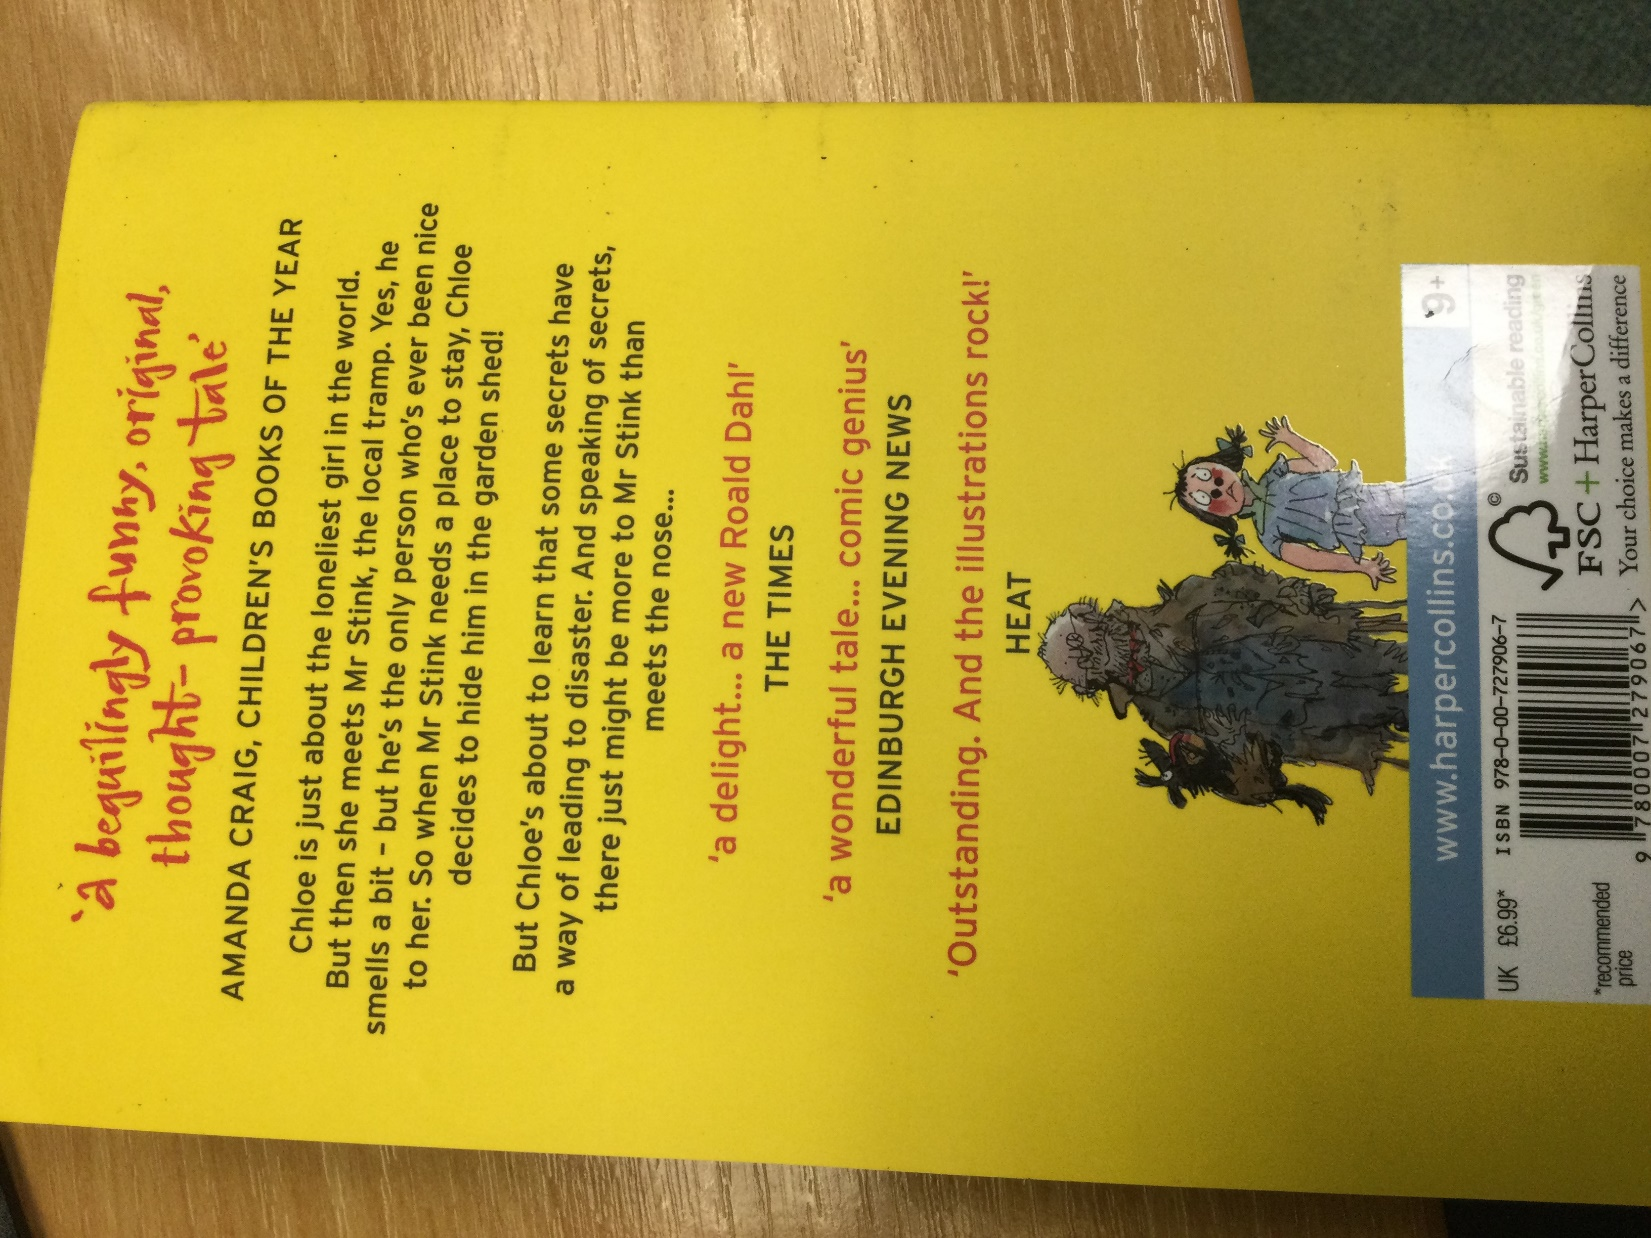 'a beguilingly funny, original,
thought-provoking tale'
AMANDA CRAIG, CHILDREN'S BOOKS OF THE YEAR
Chloe is just about the loneliest girl in the world.
But then she meets Mr Stink, the local tramp. Yes, he
smells a bit - but he's the only person who's ever been nice
to her. So when Mr Stink needs a place to stay, Chloe
decides to hide him in the garden shed!
But Chloe's about to learn that some secrets have
a way of leading to disaster. And speaking of secrets,
there just might be more to Mr Stink than
meets the nose...
'a delight... a new Roald Dahl'
THE TIMES
'a wonderful tale... comic genius'
EDINBURGH EVENING NEWS
'Outstanding. And the illustrations rock!'
HEAT
www.harpercollins.co.uk
9+
UK £6.99*
*recommended
price
ISBN 978-0-00-727906-7
9 780007 279067 >
©
Sustainable reading
FSC + HarperCollins
Your choice makes a difference